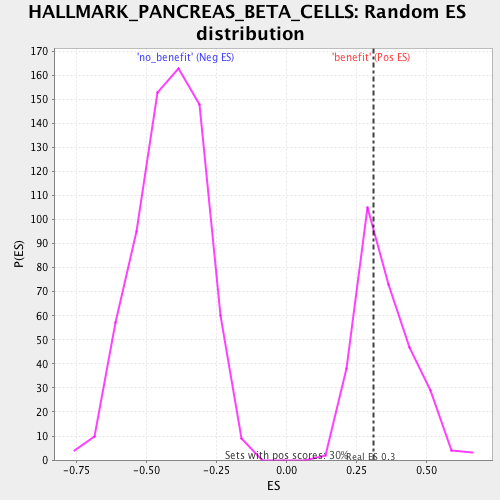 HALLMARK_PANCREAS_BETA_CELLS: Random ES
distribution
'no_benefit' (Neg ES)
'benefit' (Pos ES)
170
160
150
140
130
120
110
100
90
80
70
60
50
40
30
20
10
0
P(ES)
Sets with pos scores: 30%
Real ES 0.3
-0.75 -0.50 -0.25 0.00 0.25 0.50
ES